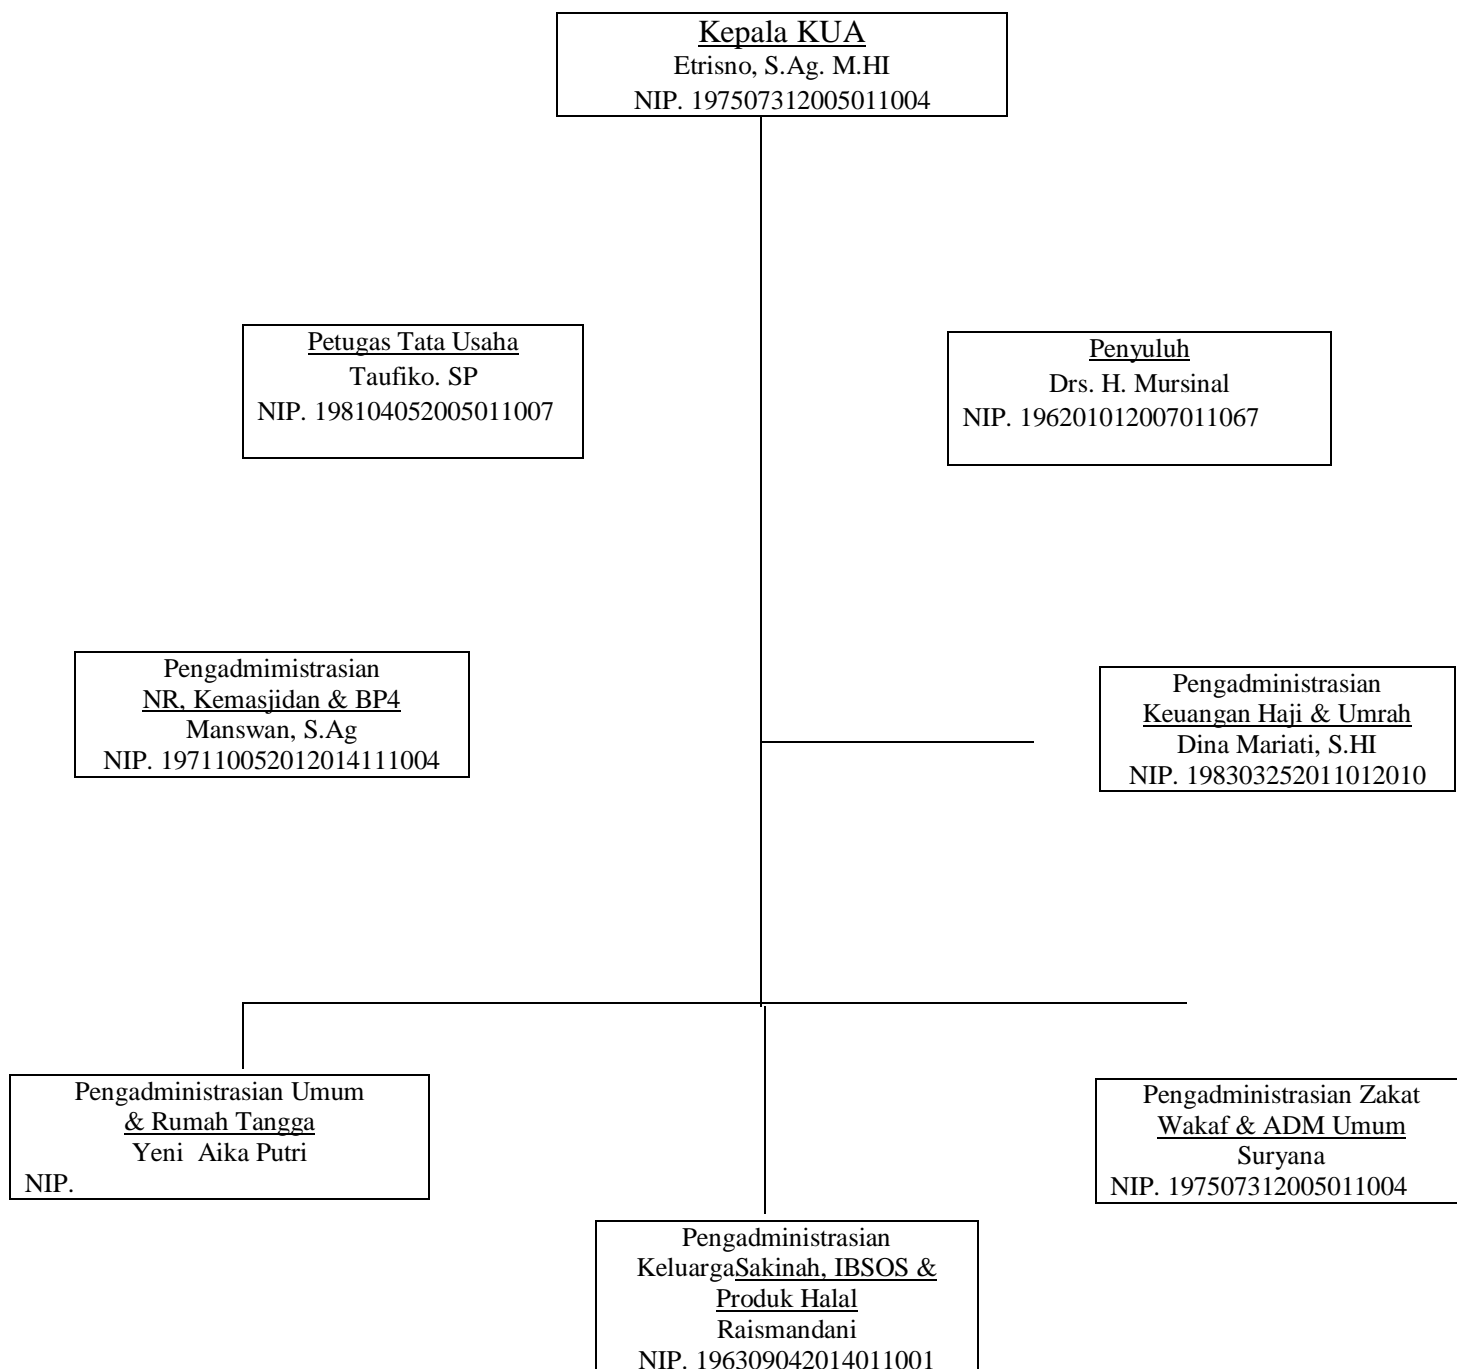 Kepala KUA
Etrisno, S.Ag. M.HI
NIP. 197507312005011004
Petugas Tata Usaha
Taufiko. SP
NIP. 198104052005011007
Penyuluh
Drs. H. Mursinal
NIP. 196201012007011067
Pengadmimistrasian
NR, Kemasjidan & BP4
Manswan, S.Ag
NIP. 197110052012014111004
Pengadministrasian
Keuangan Haji & Umrah
Dina Mariati, S.HI
NIP. 198303252011012010
Pengadministrasian Umum
& Rumah Tangga
Yeni  Aika Putri
NIP.
Pengadministrasian Zakat
Wakaf & ADM Umum
Suryana
NIP. 197507312005011004
Pengadministrasian
KeluargaSakinah, IBSOS &
Produk Halal
Raismandani
NIP. 196309042014011001